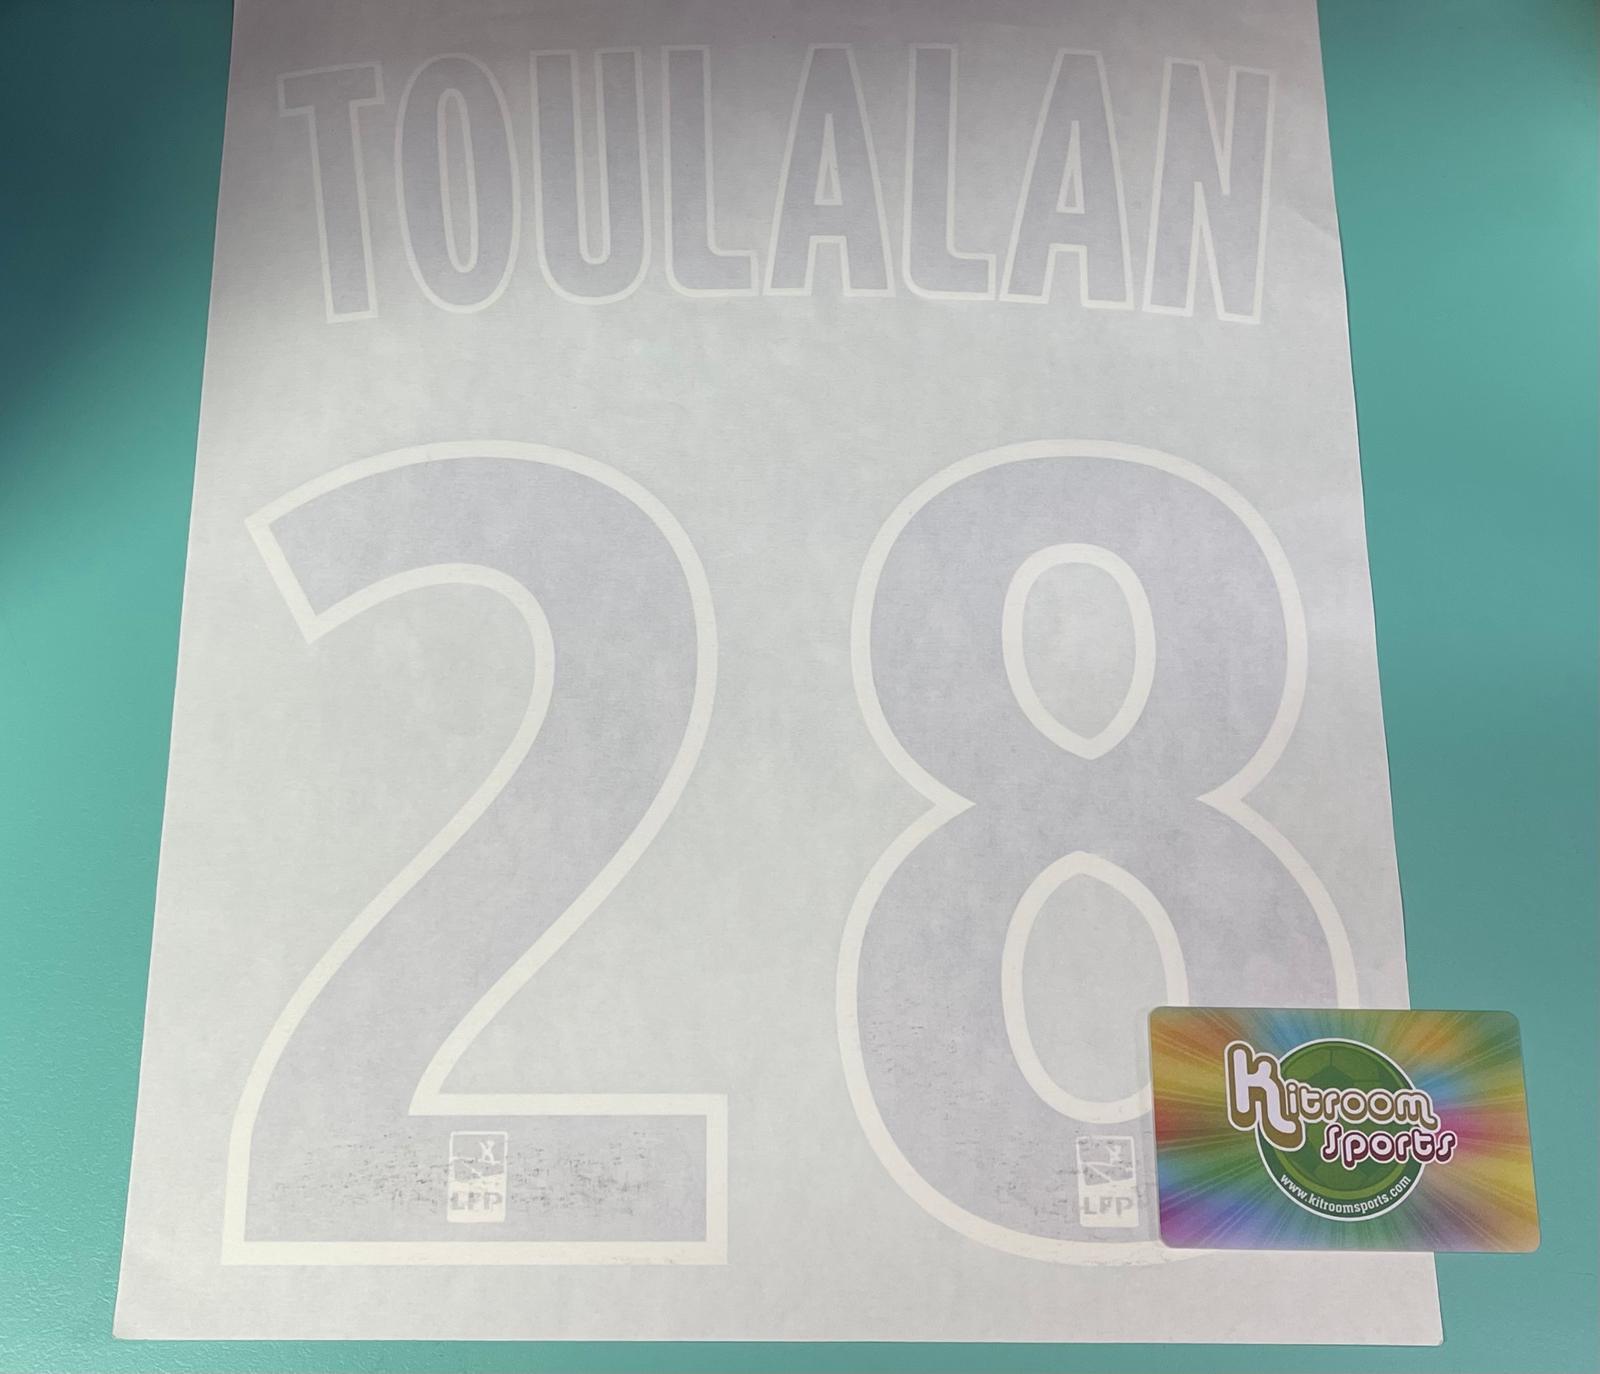 TOULALAN
28
LFP LFP
Kitroom
Sports
www.kitroomsports.com